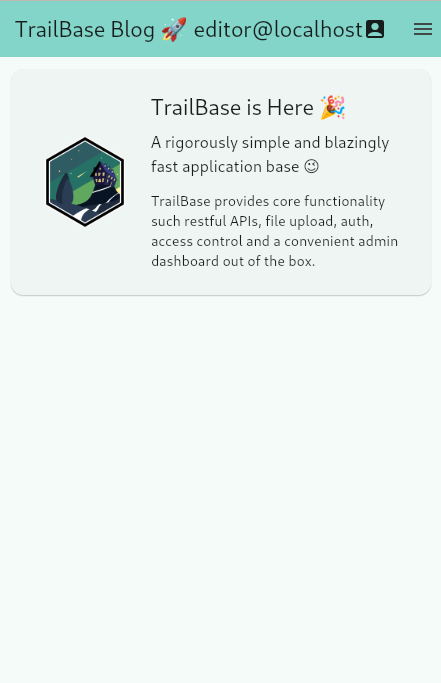 TrailBase Blog 🚀 editor@localhost
TrailBase is Here 🎉
A rigorously simple and blazingly
fast application base 😉
TrailBase provides core functionality
such restful APIs, file upload, auth,
access control and a convenient admin
dashboard out of the box.